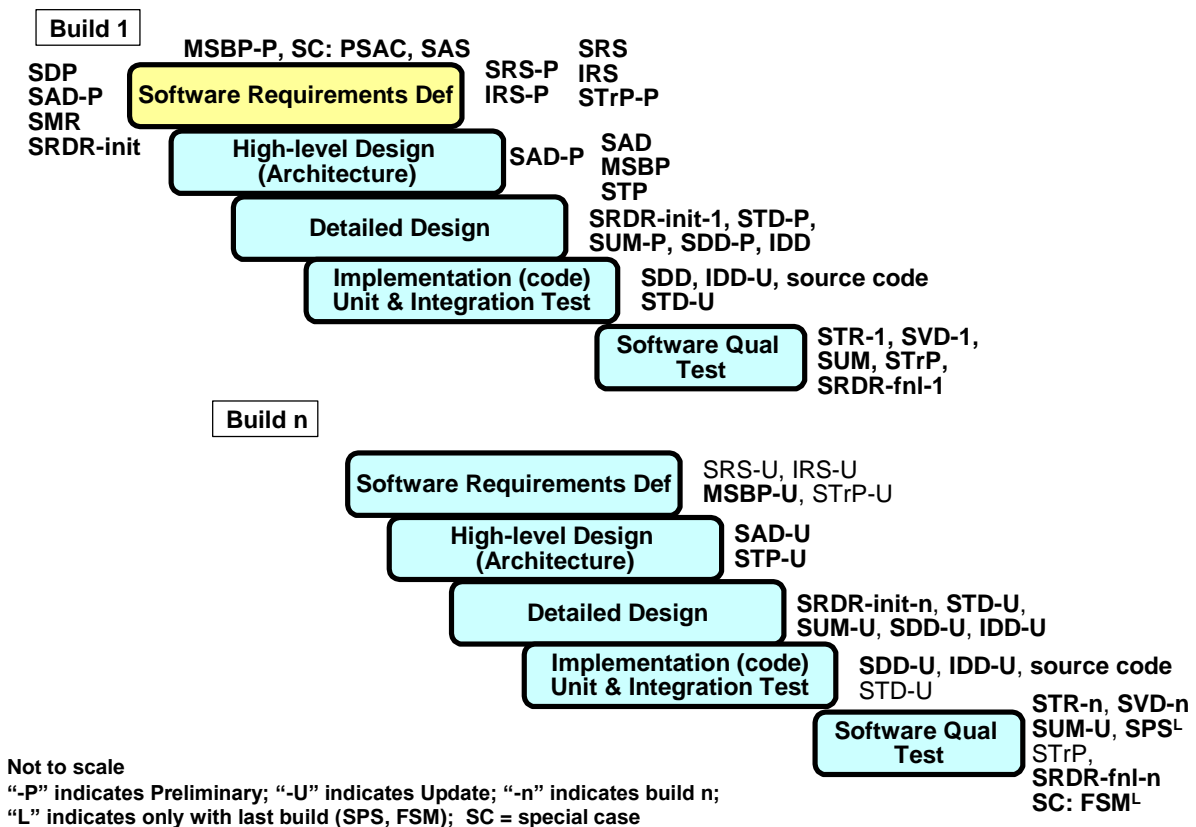 Build 1
MSBP-P, SC: PSAC, SAS
SDP
SAD-P
SMR
SRDR-init
Software Requirements Def
SRS-P
IRS-P
SRS
IRS
STrP-P
High-level Design
(Architecture)
SAD-P
SAD
MSBP
STP
Detailed Design
SRDR-init-1, STD-P,
SUM-P, SDD-P, IDD
Implementation (code)
Unit & Integration Test
SDD, IDD-U, source code
STD-U
Software Qual
Test
STR-1, SVD-1,
SUM, STrP,
SRDR-fnl-1
Build n
Software Requirements Def
SRS-U, IRS-U
MSBP-U, STrP-U
High-level Design
(Architecture)
SAD-U
STP-U
Detailed Design
SRDR-init-n, STD-U,
SUM-U, SDD-U, IDD-U
Implementation (code)
Unit & Integration Test
SDD-U, IDD-U, source code
STD-U
Software Qual
Test
STR-n, SVD-n
SUM-U, SPSᴸ
STrP,
SRDR-fnl-n
SC: FSMᴸ
Not to scale
“-P” indicates Preliminary; “-U” indicates Update; “-n” indicates build n;
“L” indicates only with last build (SPS, FSM); SC = special case